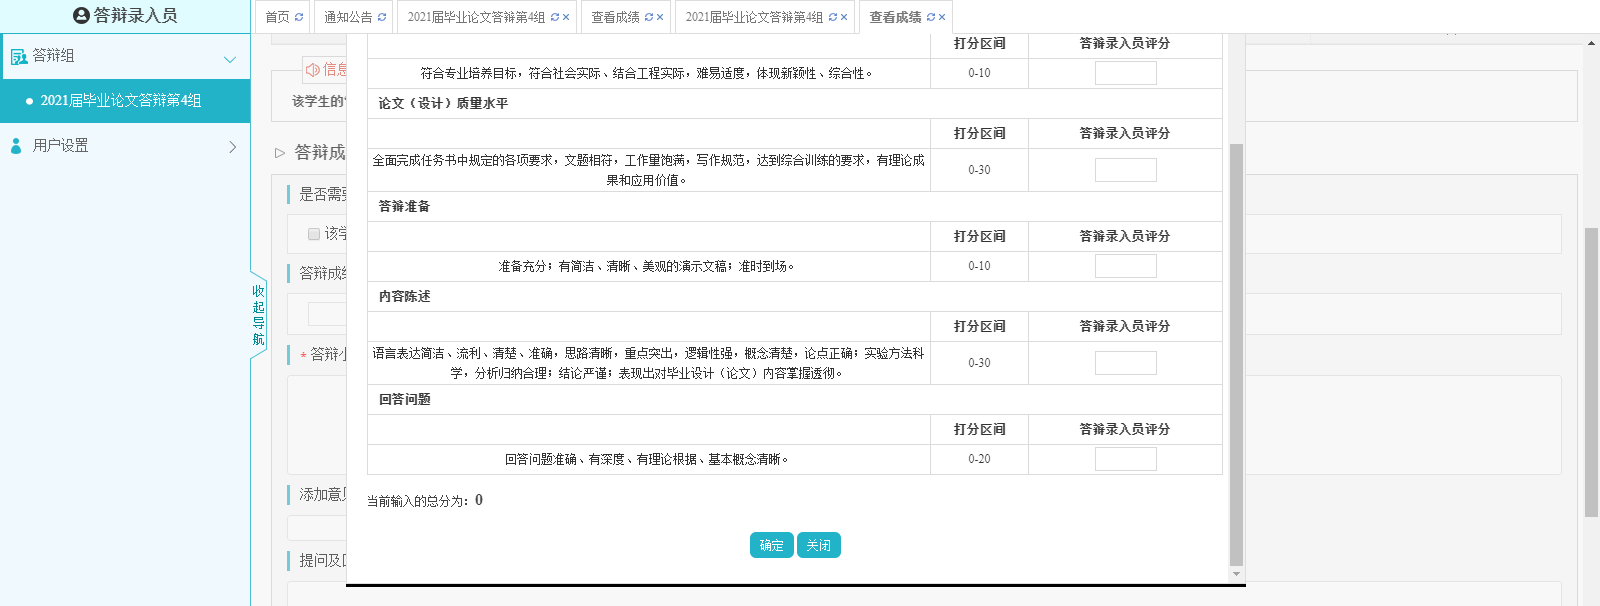 答辩录入员
首页
通知公告
2021届毕业论文答辩第4组
查看成绩
2021届毕业论文答辩第4组
查看成绩
答辩组
2021届毕业论文答辩第4组
用户设置
收起导航
信息
该学生的
答辩成
是否需要
该学
答辩成绩
* 答辩小
添加意见
提问及回
打分区间 答辩录入员评分
符合专业培养目标，符合社会实际、结合工程实际，难易适度，体现新颖性、综合性。 0-10
论文（设计）质量水平
打分区间 答辩录入员评分
全面完成任务书中规定的各项要求，文题相符，工作量饱满，写作规范，达到综合训练的要求，有理论成
果和应用价值。
0-30
答辩准备
打分区间 答辩录入员评分
准备充分；有简洁、清晰、美观的演示文稿；准时到场。 0-10
内容陈述
打分区间 答辩录入员评分
语言表达简洁、流利、清楚、准确，思路清晰，重点突出，逻辑性强，概念清楚，论点正确；实验方法科
学，分析归纳合理；结论严谨；表现出对毕业设计（论文）内容掌握透彻。
0-30
回答问题
打分区间 答辩录入员评分
回答问题准确、有深度、有理论根据、基本概念清晰。 0-20
当前输入的总分为：0
确定 关闭